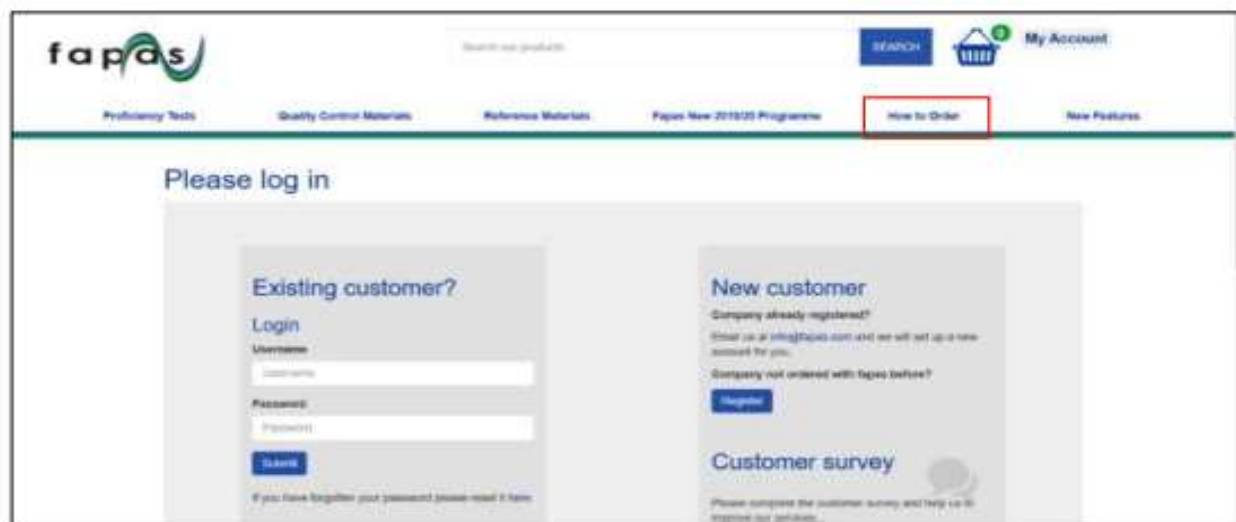 fapas
Search our products
SEARCH
0
My Account
Proficiency Tests
Quality Control Materials
Reference Materials
Fapas New 2019/20 Programme
How to Order
New Features
Please log in
Existing customer?
Login
Username
Username
Password
Password
Submit
If you have forgotten your password please reset it here
New customer
Company already registered?
Email us at info@fapas.com and we will set up a new
account for you.
Company not ordered with fapas before?
Register
Customer survey
Please complete the customer survey and help us to
improve our services...